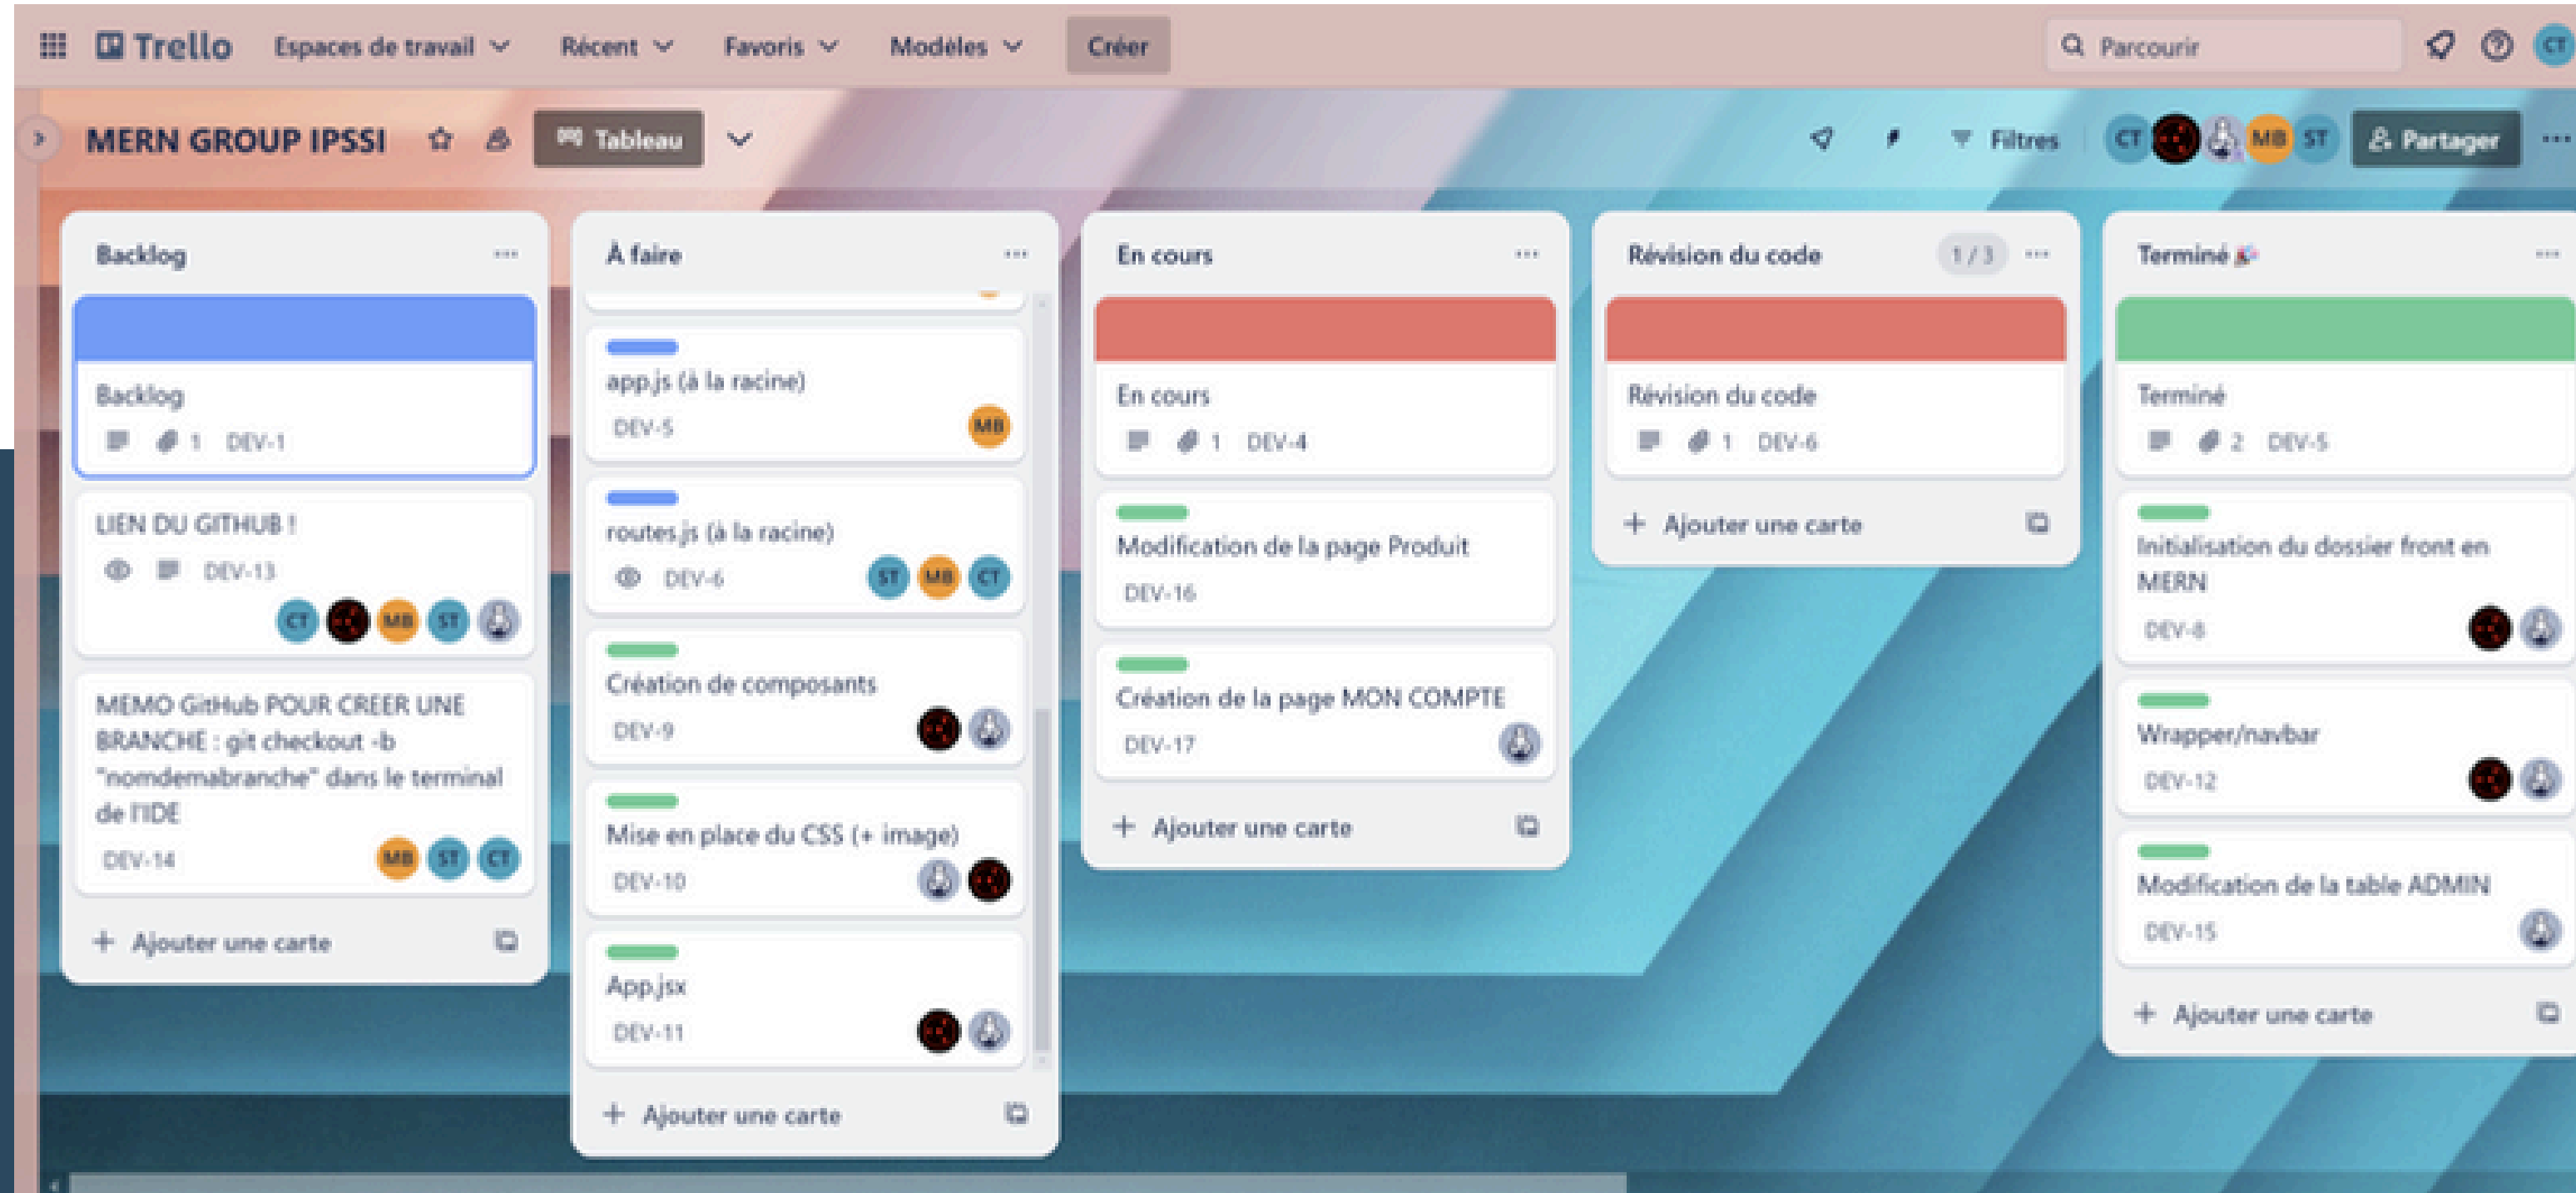 Trello Espaces de travail Récent Favoris Modèles Créer Parcourir CT
MERN GROUP IPSSI Tableau Filtres CT MB ST Partager
Backlog
Backlog
1 DEV-1
LIEN DU GITHUB !
DEV-13
CT MB ST
MEMO GitHub POUR CREER UNE
BRANCHE : git checkout -b
"nomdemabranche" dans le terminal
de l'IDE
DEV-14 MB ST CT
+ Ajouter une carte
À faire
app.js (à la racine)
DEV-5 MB
routes.js (à la racine)
DEV-6 ST MB CT
Création de composants
DEV-9
Mise en place du CSS (+ image)
DEV-10
App.jsx
DEV-11
+ Ajouter une carte
En cours
En cours
1 DEV-4
Modification de la page Produit
DEV-16
Création de la page MON COMPTE
DEV-17
+ Ajouter une carte
Révision du code 1 / 3
Révision du code
1 DEV-6
+ Ajouter une carte
Terminé 🎉
Terminé
2 DEV-5
Initialisation du dossier front en
MERN
DEV-8
Wrapper/navbar
DEV-12
Modification de la table ADMIN
DEV-15
+ Ajouter une carte